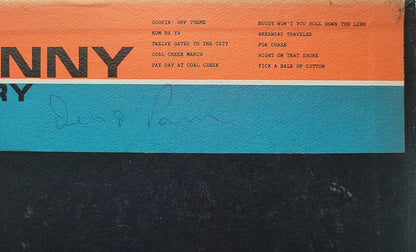 GOOFIN' OFF THEME
KUM BA YA
TWELVE GATES TO THE CITY
COAL CREEK MARCH
PAY DAY AT COAL CREEK
BUDDY WON'T YOU ROLL DOWN THE LINE
ARKANSAS TRAVELER
FOX CHASE
RIGHT ON THAT SHORE
PICK A BALE OF COTTON
NNY
RY